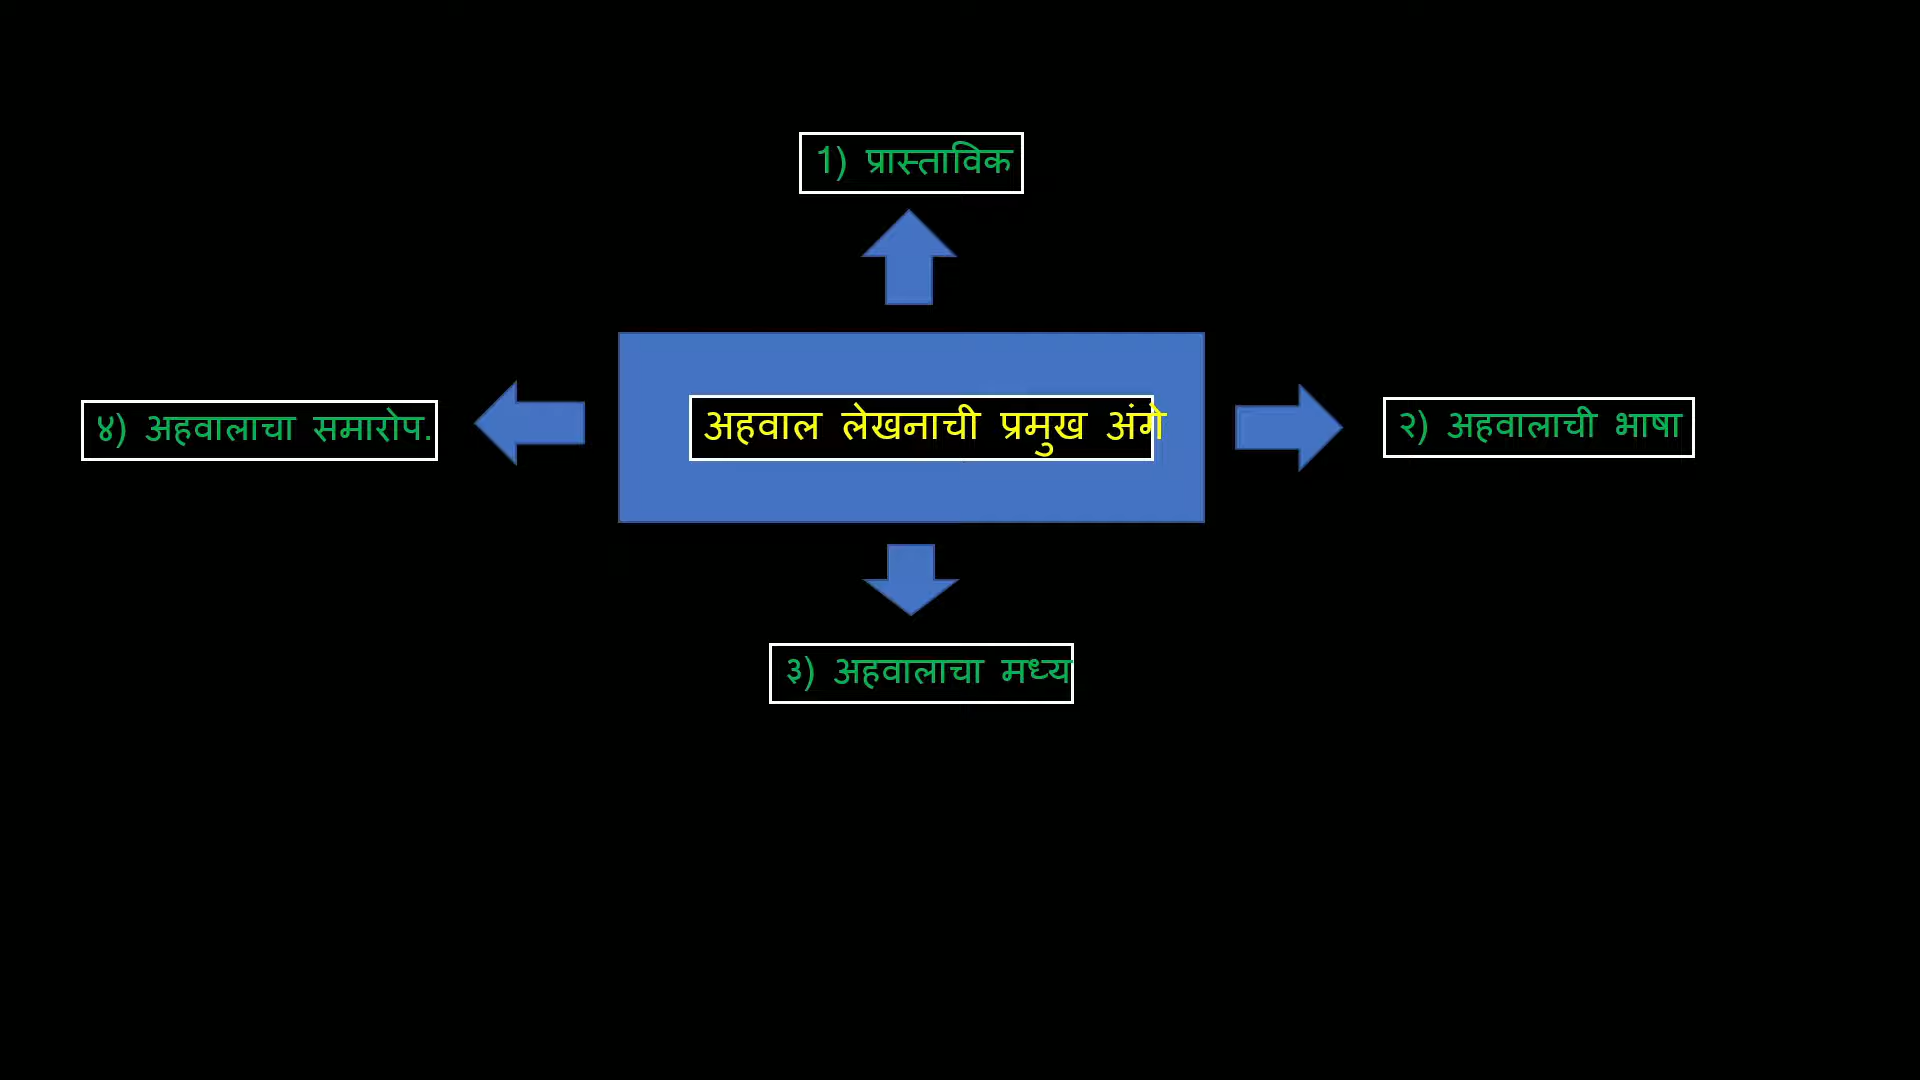 1) प्रास्ताविक
४) अहवालाचा समारोप.
अहवाल लेखनाची प्रमुख अंगे
२) अहवालाची भाषा
३) अहवालाचा मध्य